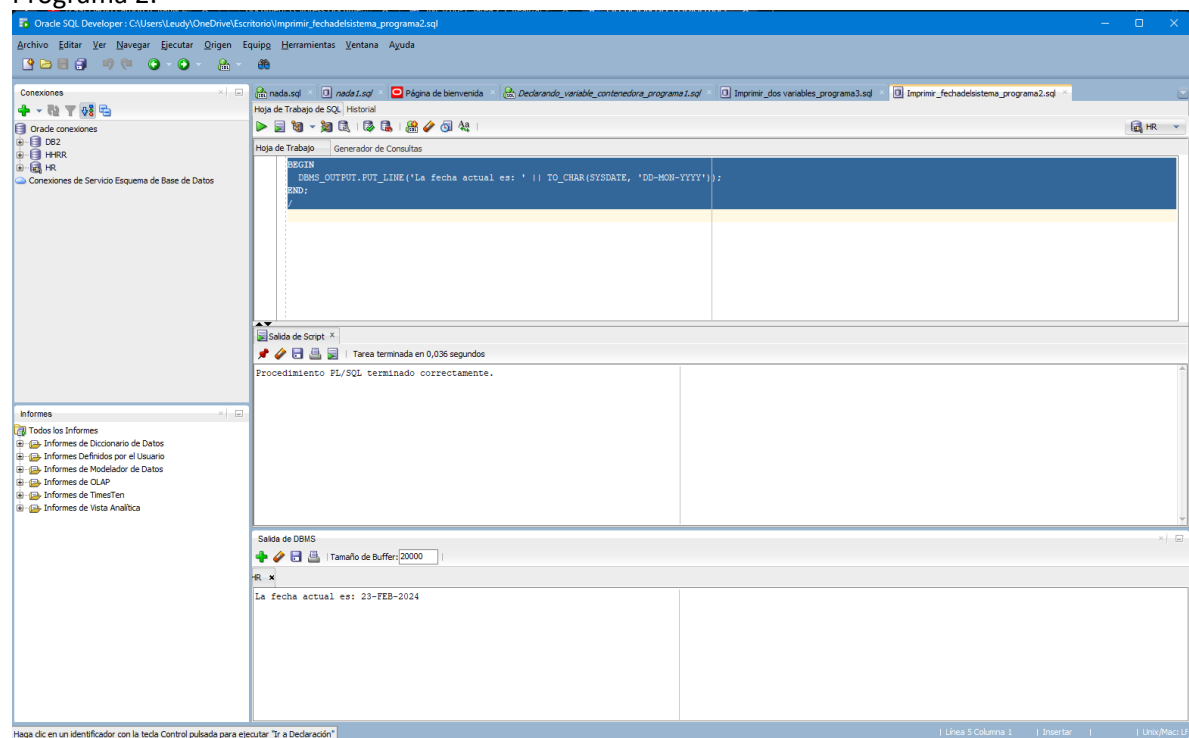 Programa 2:
Oracle SQL Developer : C:\Users\Leudy\OneDrive\Escritorio\Imprimir_fechadelsistema_programa2.sql
Archivo Editar Ver Navegar Ejecutar Origen Equipo Herramientas Ventana Ayuda
Conexiones
Oracle conexiones
DB2
HHRR
HR
Conexiones de Servicio Esquema de Base de Datos
nada.sql nada1.sql Página de bienvenida Declarando_variable_contenedora_programa1.sql Imprimir_dos variables_programa3.sql Imprimir_fechadelsistema_programa2.sql
Hoja de Trabajo de SQL Historial
HR
Hoja de Trabajo Generador de Consultas
BEGIN
DBMS_OUTPUT.PUT_LINE('La fecha actual es: ' || TO_CHAR(SYSDATE, 'DD-MON-YYYY'));
END;
/
Salida de Script
Tarea terminada en 0,036 segundos
Procedimiento PL/SQL terminado correctamente.
Informes
Todos los Informes
Informes de Diccionario de Datos
Informes Definidos por el Usuario
Informes de Modelador de Datos
Informes de OLAP
Informes de TimesTen
Informes de Vista Analítica
Salida de DBMS
Tamaño de Buffer: 20000
HR
La fecha actual es: 23-FEB-2024
Haga clic en un identificador con la tecla Control pulsada para ejecutar "Ir a Declaración"
Línea 5 Columna 1 | Insertar | Unix/Mac: LF